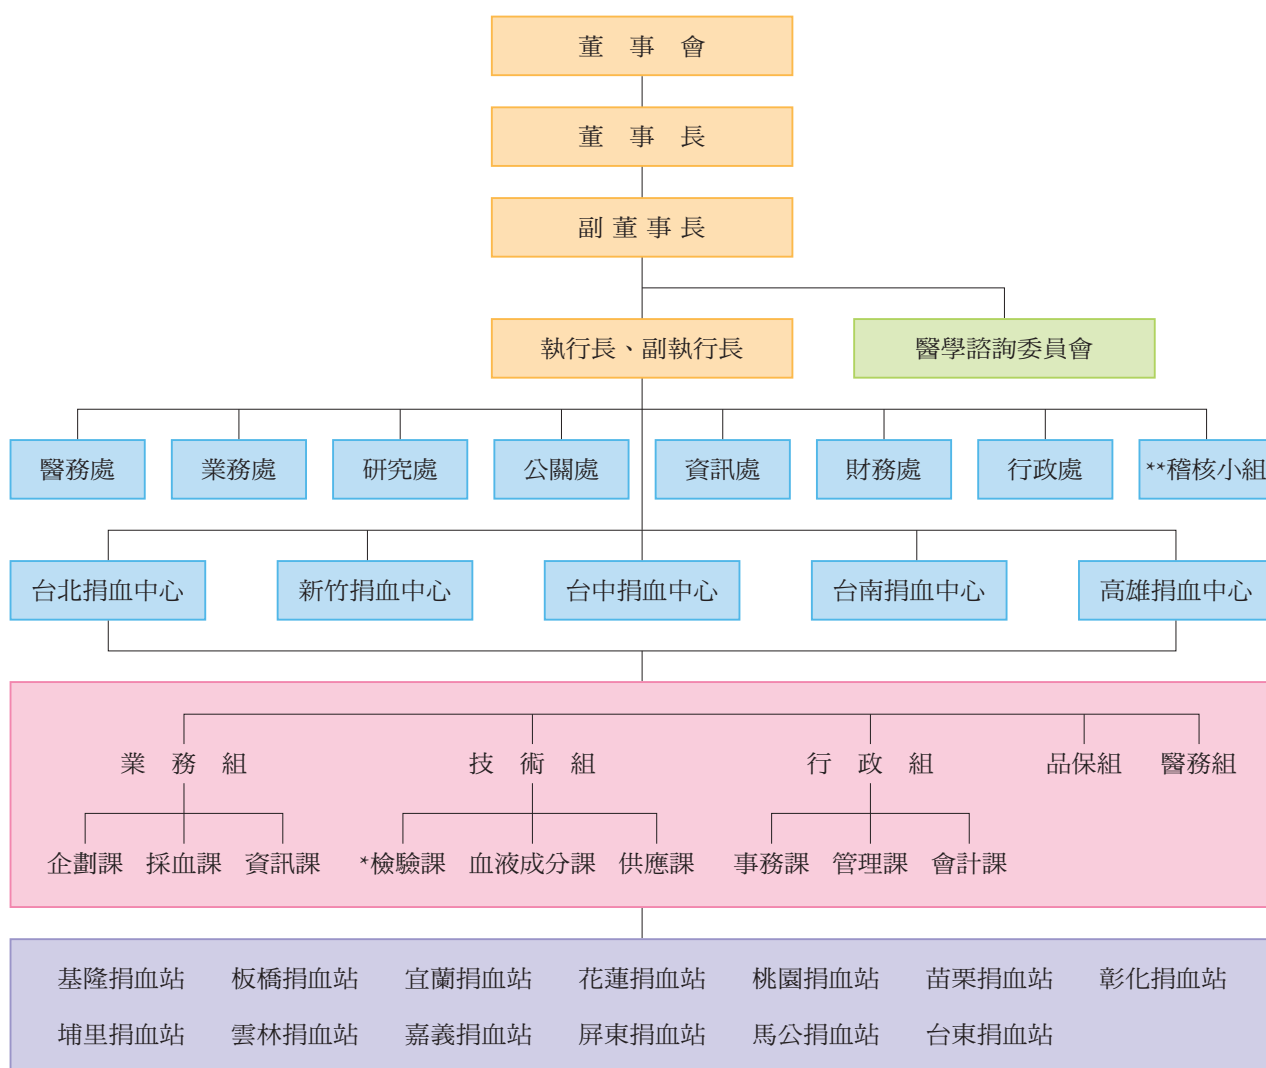 董事會
董事長
副董事長
執行長、副執行長
醫學諮詢委員會
醫務處
業務處
研究處
公關處
資訊處
財務處
行政處
**稽核小組
台北捐血中心
新竹捐血中心
台中捐血中心
台南捐血中心
高雄捐血中心
業務組
技術組
行政組
品保組
醫務組
企劃課
採血課
資訊課
*檢驗課
血液成分課
供應課
事務課
管理課
會計課
基隆捐血站
板橋捐血站
宜蘭捐血站
花蓮捐血站
桃園捐血站
苗栗捐血站
彰化捐血站
埔里捐血站
雲林捐血站
嘉義捐血站
屏東捐血站
馬公捐血站
台東捐血站